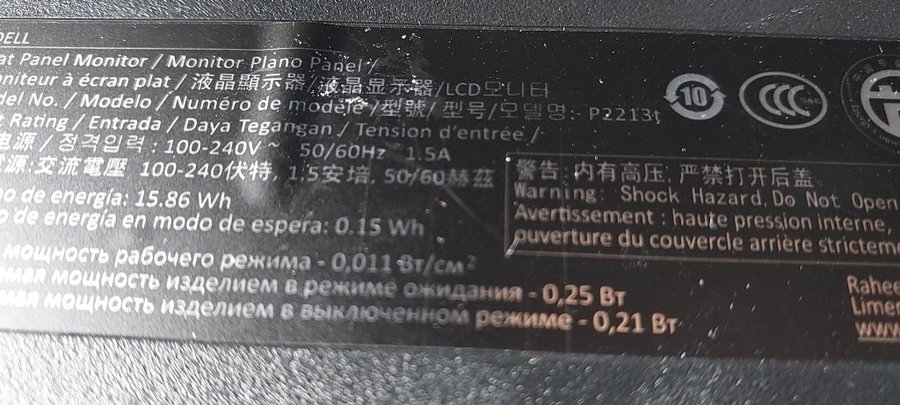 DELL
at Panel Monitor / Monitor Plano Panel /
oniteur à écran plat / 液晶顯示器/液晶显示器/LCD모니터
del No. / Modelo / Numéro de modèle /型號/ 型号/모델명: P2213t
t Rating / Entrada / Daya Tegangan / Tension d'entrée /
电源 / 정격입력 : 100-240V ~ 50/60Hz 1.5A
源:交流電壓 100-240伏特, 1.5安培, 50/60赫茲
mo de energía: 15.86 Wh
o de energía en modo de espera: 0.15 Wh
мощность рабочего режима - 0,011 Вт/см²
мая мощность изделием в режиме ожидания - 0,25 Вт
мая мощность изделием в выключенном режиме - 0,21 Вт
10
CCC
警告: 内有高压, 严禁打开后盖
Warning: Shock Hazard, Do Not Open
Avertissement : haute pression interne,
ouverture du couvercle arrière stricteme
Rahee
Limer
www